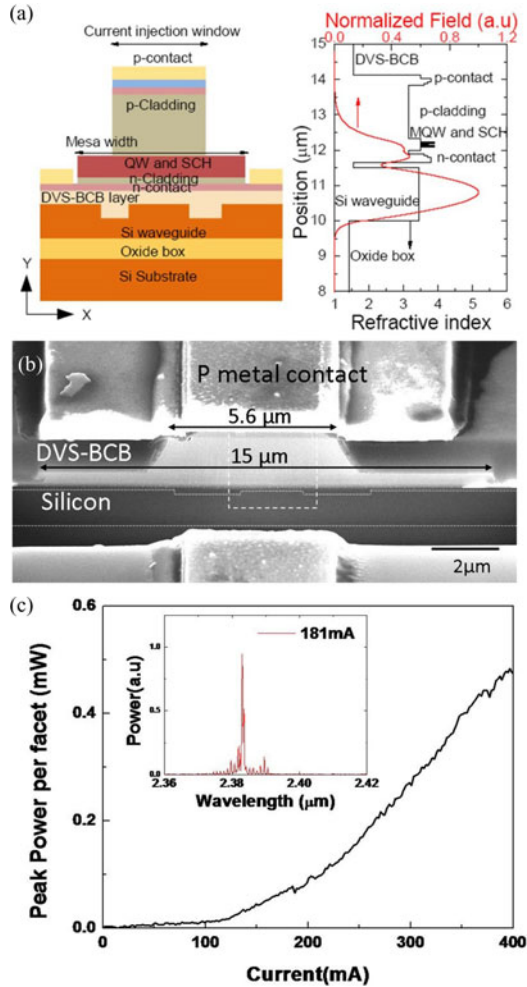 (a)
Current injection window
p-contact
p-Cladding
Mesa width
QW and SCH
n-Cladding
n-contact
DVS-BCB layer
Si waveguide
Oxide box
Si Substrate
Y
X
Normalized Field (a.u)
0.0 0.4 0.8 1.2
Position (μm)
15
14
13
12
11
10
9
8
DVS-BCB
p-contact
p-cladding
MQW and SCH
n-contact
Si waveguide
Oxide box
1 2 3 4 5 6
Refractive index
(b)
P metal contact
5.6 μm
DVS-BCB
15 μm
Silicon
2μm
(c)
Peak Power per facet (mW)
0.6
0.4
0.2
0.0
0 100 200 300 400
Current(mA)
Power(a.u)
1.0
0.5
0.0
181mA
2.36 2.38 2.40 2.42
Wavelength (μm)